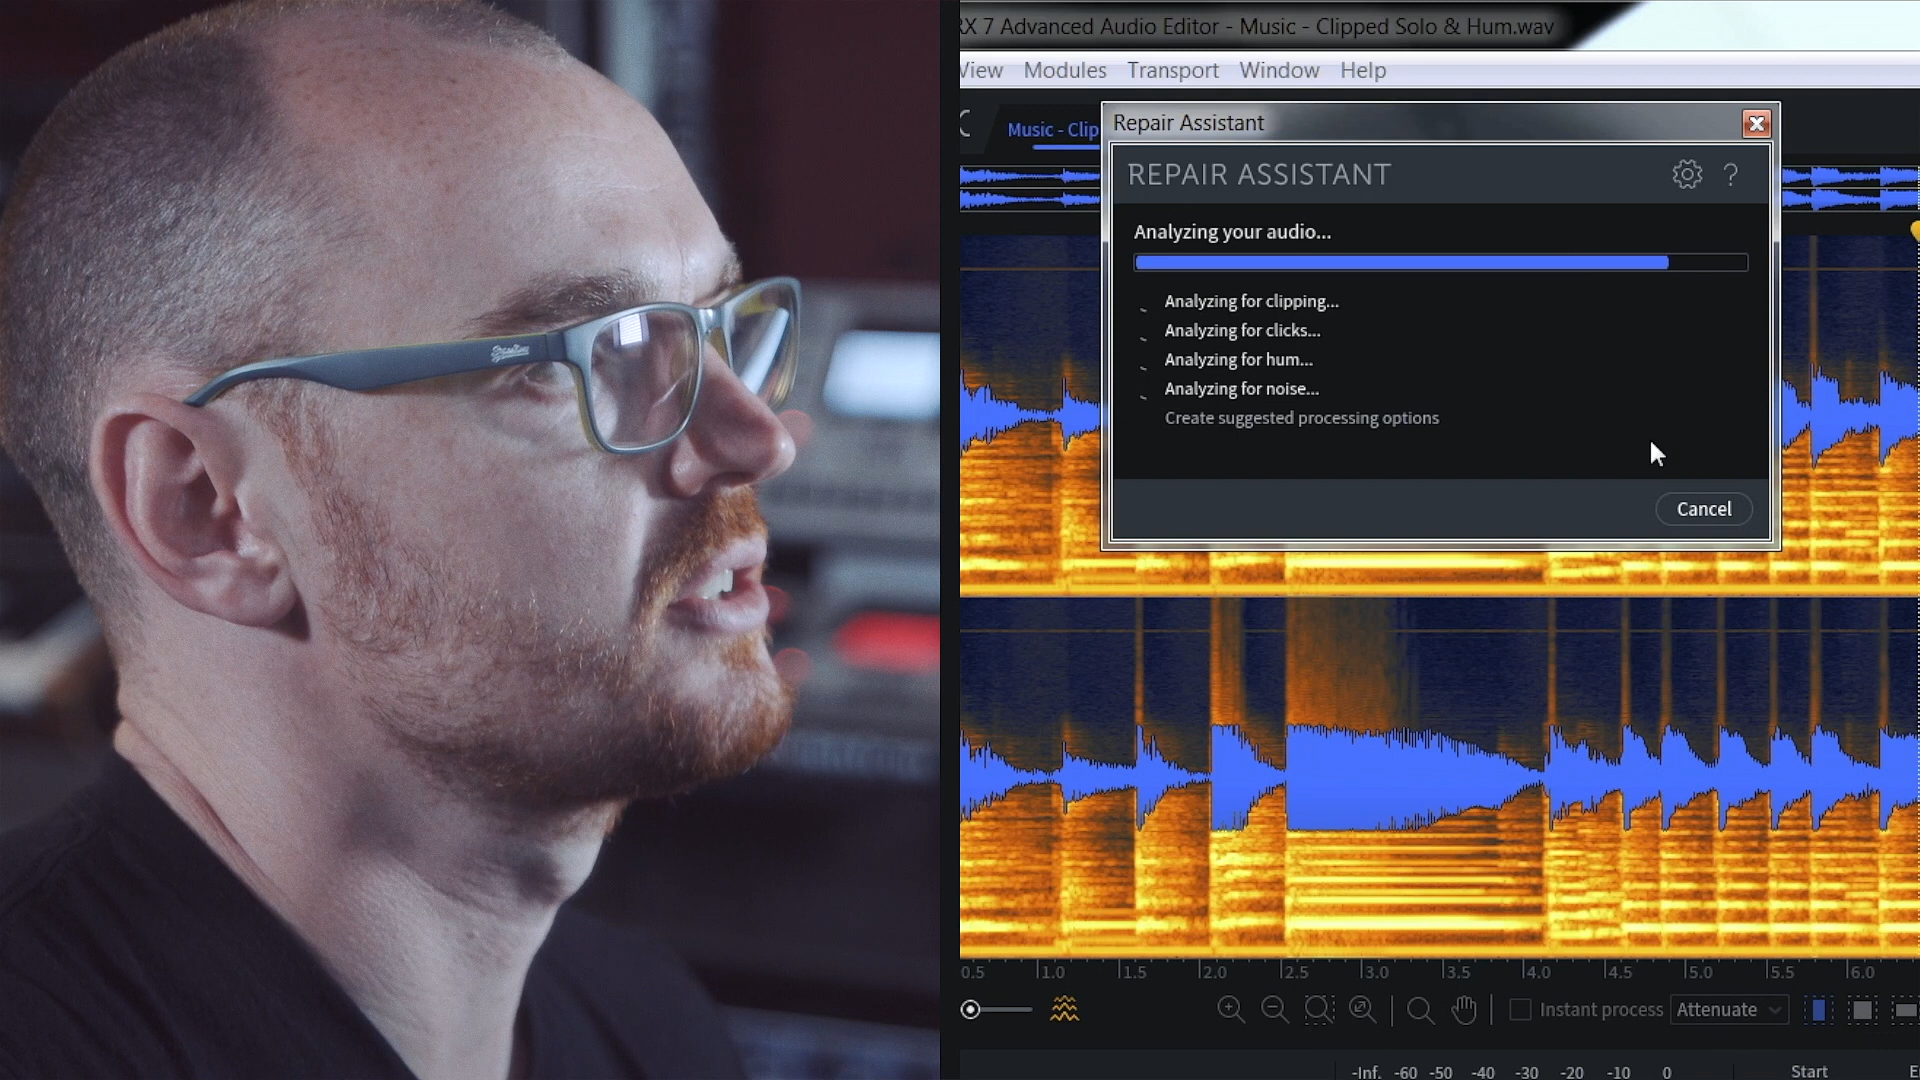 RX 7 Advanced Audio Editor - Music - Clipped Solo & Hum.wav
View Modules Transport Window Help
Music - Clip
Repair Assistant
REPAIR ASSISTANT ?
Analyzing your audio...
Analyzing for clipping...
Analyzing for clicks...
Analyzing for hum...
Analyzing for noise...
Create suggested processing options
Cancel
0.5 1.0 1.5 2.0 2.5 3.0 3.5 4.0 4.5 5.0 5.5 6.0
Instant process Attenuate
-Inf. -60 -50 -40 -30 -20 -10 0 Start